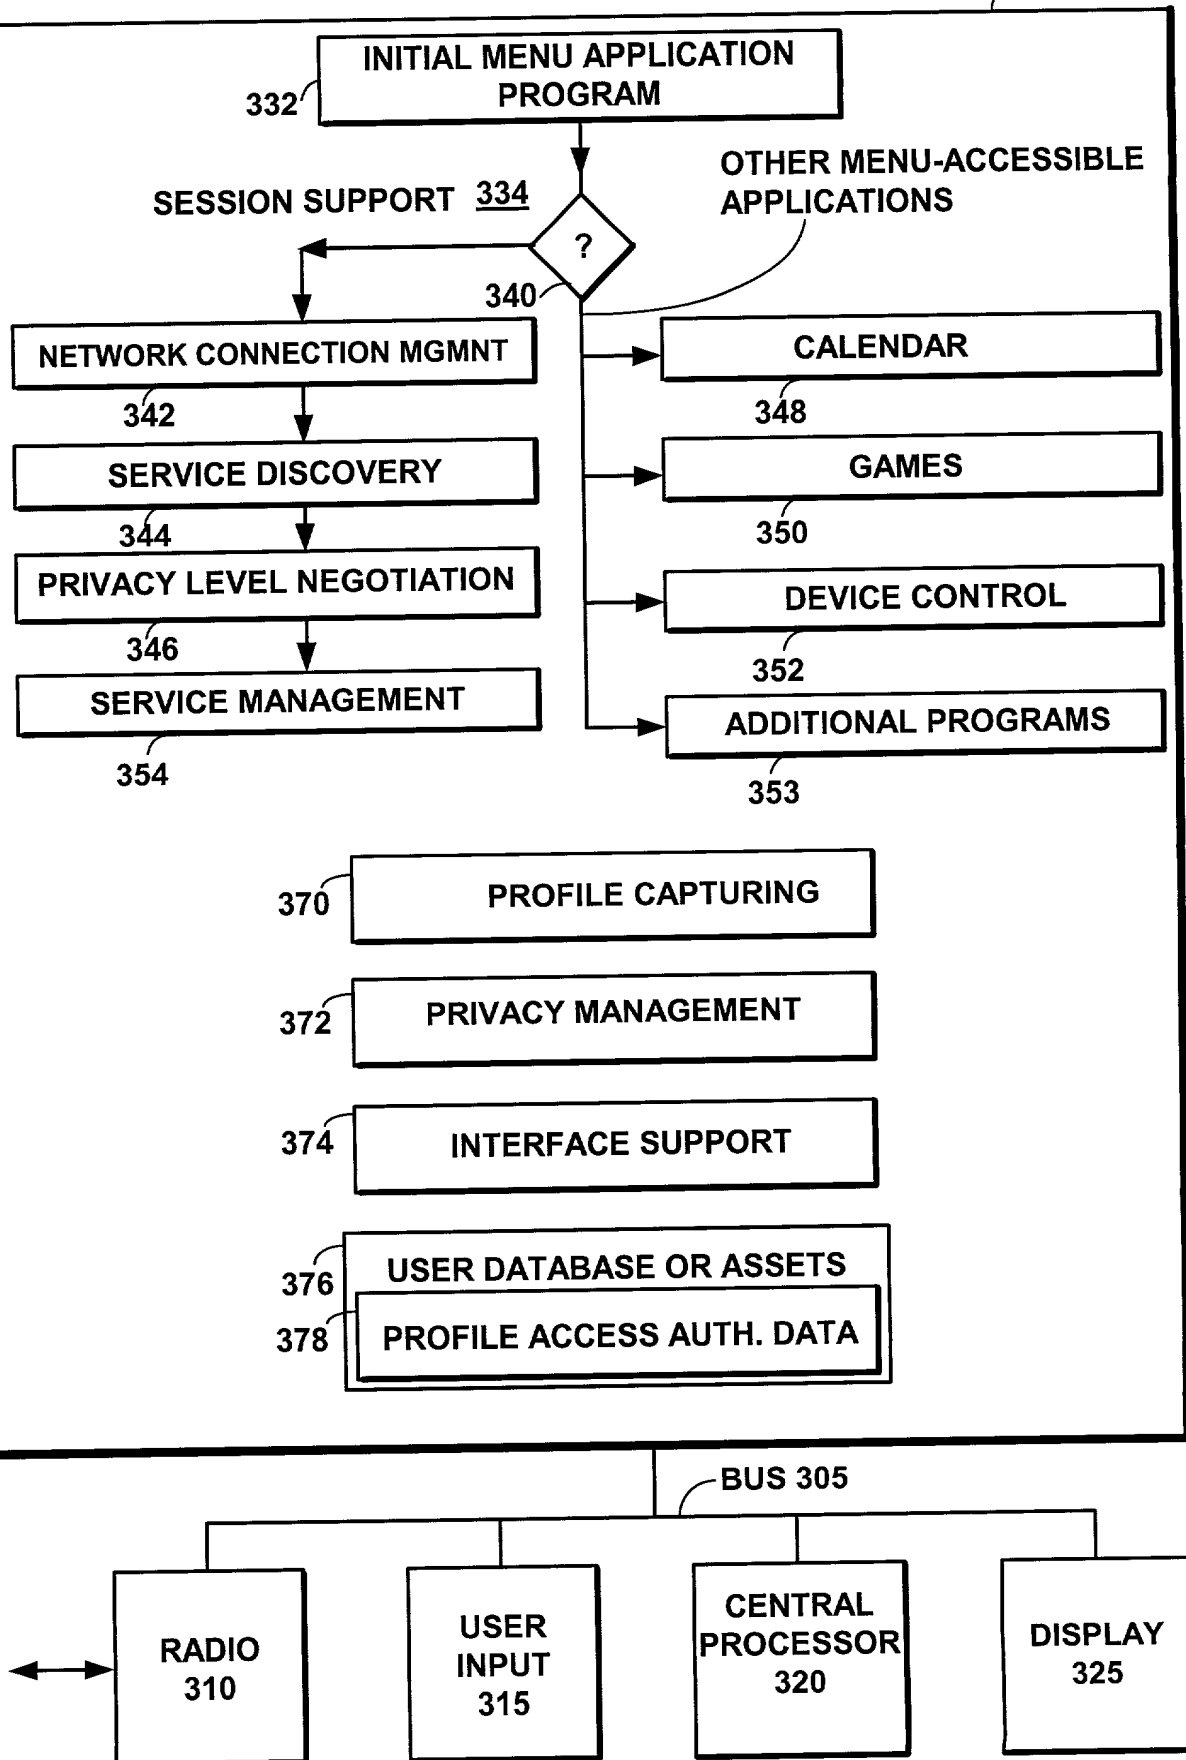 INITIAL MENU APPLICATION
PROGRAM
332
OTHER MENU-ACCESSIBLE
APPLICATIONS
SESSION SUPPORT 334
?
340
NETWORK CONNECTION MGMNT
342
SERVICE DISCOVERY
344
PRIVACY LEVEL NEGOTIATION
346
SERVICE MANAGEMENT
354
CALENDAR
348
GAMES
350
DEVICE CONTROL
352
ADDITIONAL PROGRAMS
353
370
PROFILE CAPTURING
372
PRIVACY MANAGEMENT
374
INTERFACE SUPPORT
376
USER DATABASE OR ASSETS
378
PROFILE ACCESS AUTH. DATA
BUS 305
RADIO
310
USER
INPUT
315
CENTRAL
PROCESSOR
320
DISPLAY
325